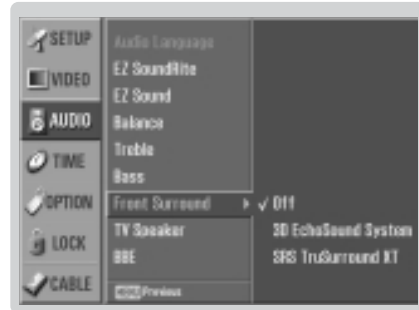 SETUP
VIDEO
AUDIO
TIME
OPTION
LOCK
CABLE
Audio Language
EZ SoundRite
EZ Sound
Balance
Treble
Bass
Front Surround
TV Speaker
BBE
Previous
√ Off
3D EchoSound System
SRS TruSurround XT